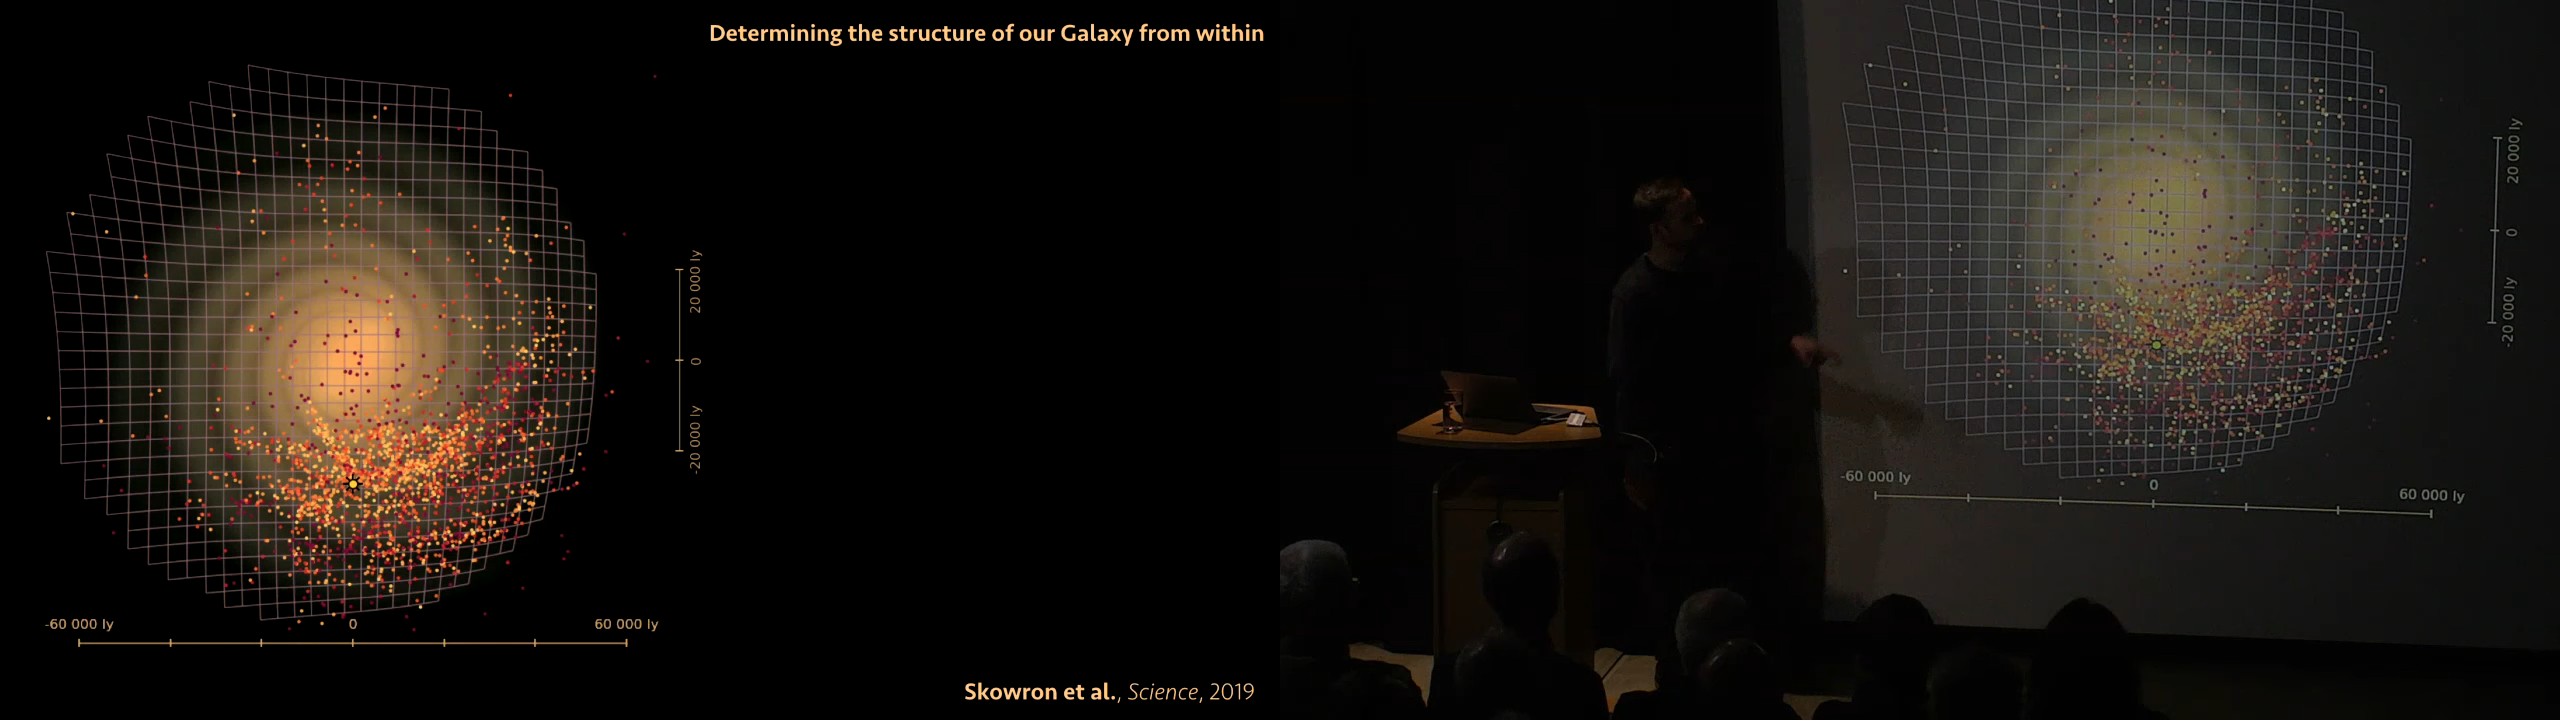 Determining the structure of our Galaxy from within
20 000 ly
0
-20 000 ly
-60 000 ly
0
60 000 ly
Skowron et al., Science, 2019
20 000 ly
0
-20 000 ly
-60 000 ly
0
60 000 ly